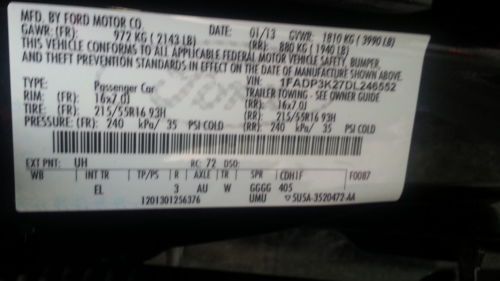 MFD. BY FORD MOTOR CO.
DATE: 01/13 GVWR: 1810 KG ( 3990 LB)
GAWR: (FR): 972 KG ( 2143 LB) (RR): 880 KG ( 1940 LB)
THIS VEHICLE CONFORMS TO ALL APPLICABLE FEDERAL MOTOR VEHICLE SAFETY, BUMPER,
AND THEFT PREVENTION STANDARDS IN EFFECT ON THE DATE OF MANUFACTURE SHOWN ABOVE.
VIN: 1FADP3K27DL246552
TYPE: Passenger Car TRAILER TOWING - SEE OWNER GUIDE
RIM: (FR): 16x7.0J (RR): 16x7.0J
TIRE: (FR): 215/55R16 93H (RR): 215/55R16 93H
PRESSURE: (FR): 240 kPa/ 35 PSI COLD (RR): 240 kPa/ 35 PSI COLD
EXT PNT: UH RC: 72 DSO: F0087
WB INT TR TP/PS R AXLE TR SPR CDH1F
EL 3 AU W GGGG 405
1201301256376 UMU 5U5A-3520472-AA